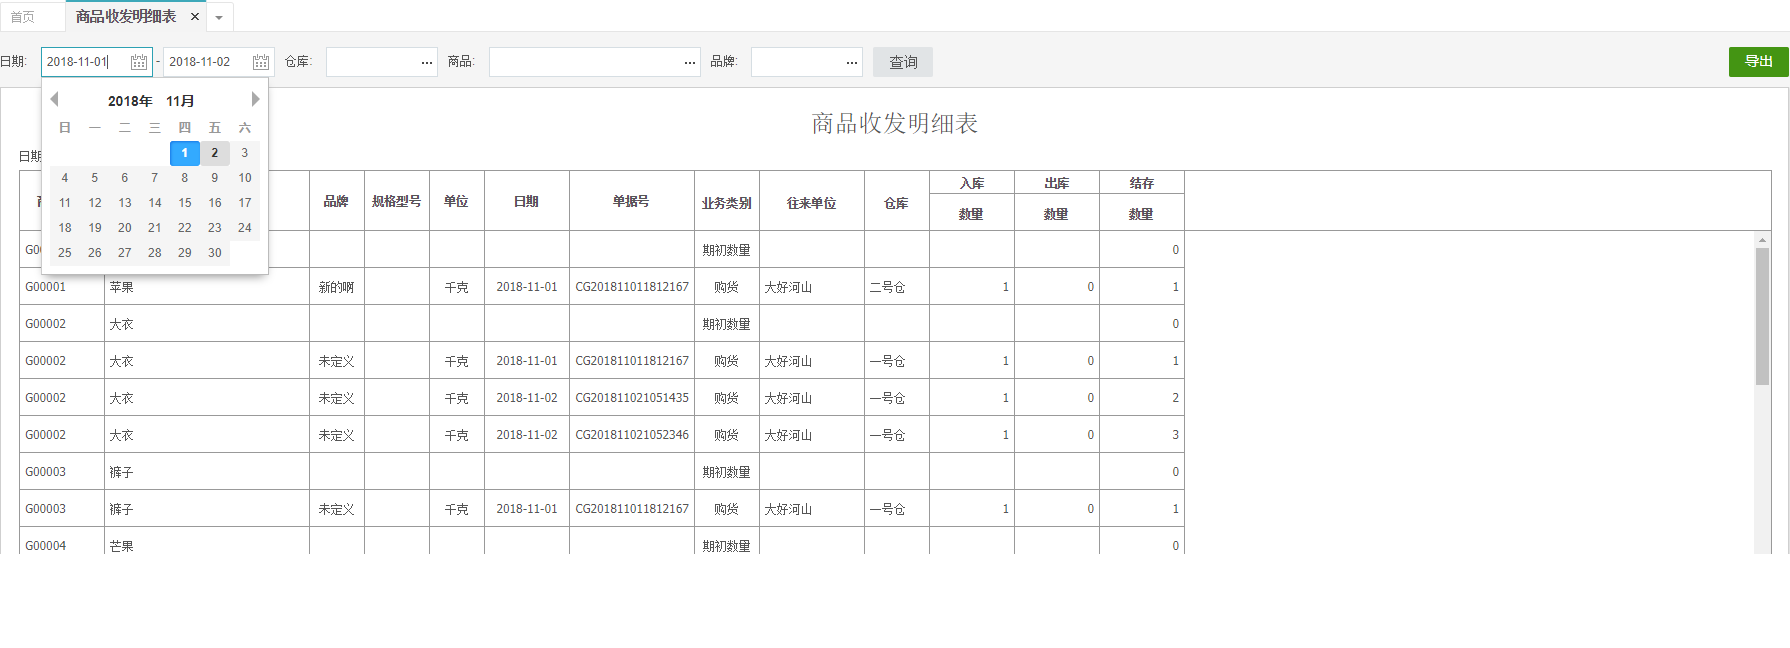 首页 商品收发明细表 ×
日期: 2018-11-01 - 2018-11-02 仓库: ... 商品: ... 品牌: ... 查询 导出
2018年 11月
日 一 二 三 四 五 六
1 2 3
4 5 6 7 8 9 10
11 12 13 14 15 16 17
18 19 20 21 22 23 24
25 26 27 28 29 30
商品收发明细表
日期
品牌 规格型号 单位 日期 单据号 业务类别 往来单位 仓库 入库 出库 结存
数量 数量 数量
期初数量 0
G00001 苹果 新的啊 千克 2018-11-01 CG201811011812167 购货 大好河山 二号仓 1 0 1
G00002 大衣 期初数量 0
G00002 大衣 未定义 千克 2018-11-01 CG201811011812167 购货 大好河山 一号仓 1 0 1
G00002 大衣 未定义 千克 2018-11-02 CG201811021051435 购货 大好河山 一号仓 1 0 2
G00002 大衣 未定义 千克 2018-11-02 CG201811021052346 购货 大好河山 一号仓 1 0 3
G00003 裤子 期初数量 0
G00003 裤子 未定义 千克 2018-11-01 CG201811011812167 购货 大好河山 一号仓 1 0 1
G00004 芒果 期初数量 0